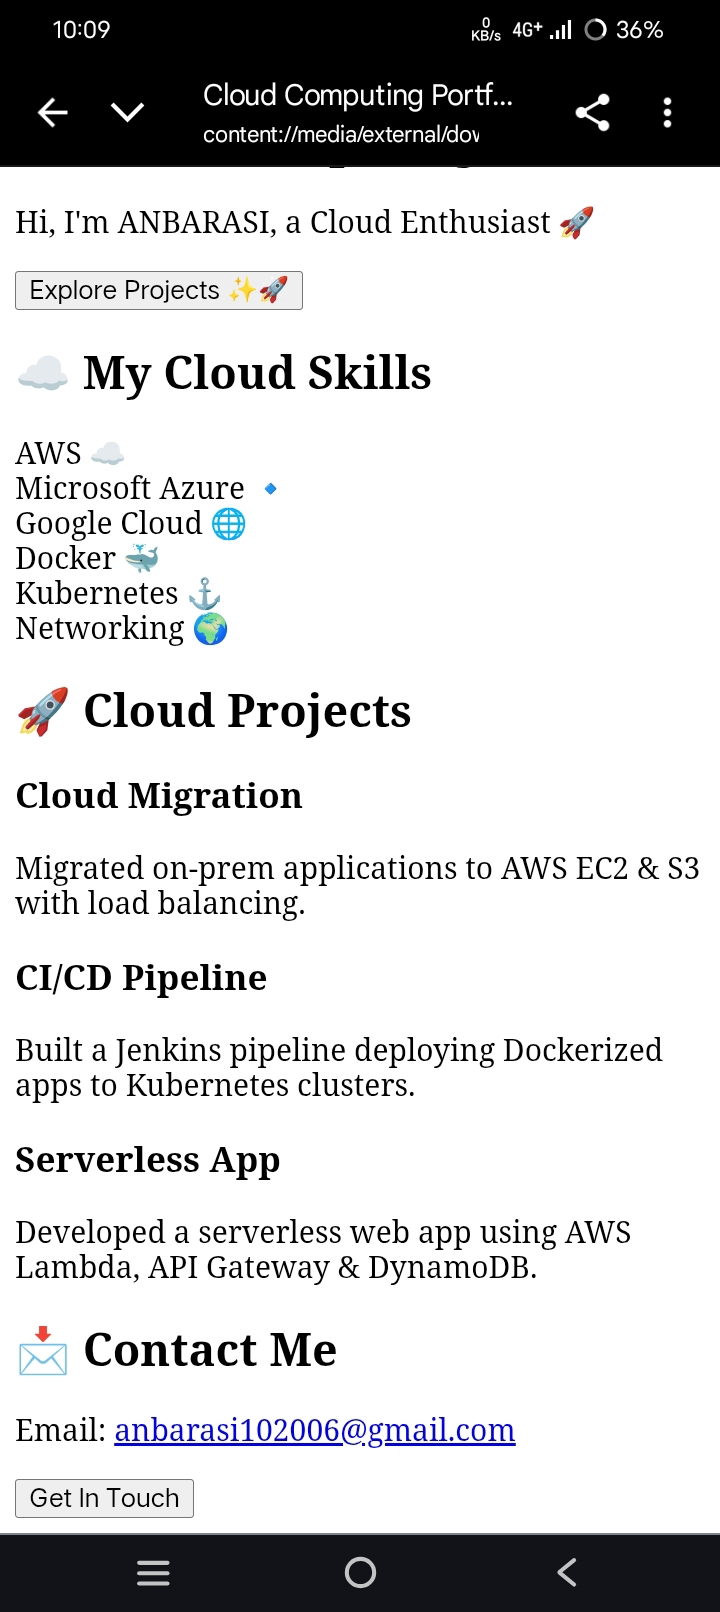 10:09
0
KB/s
4G+
36%
Cloud Computing Portf...
content://media/external/dov
Hi, I'm ANBARASI, a Cloud Enthusiast 🚀
Explore Projects ✨🚀
☁️ My Cloud Skills
AWS ☁️
Microsoft Azure 🔹
Google Cloud 🌐
Docker 🐳
Kubernetes ⚓
Networking 🌍
🚀 Cloud Projects
Cloud Migration
Migrated on-prem applications to AWS EC2 & S3
with load balancing.
CI/CD Pipeline
Built a Jenkins pipeline deploying Dockerized
apps to Kubernetes clusters.
Serverless App
Developed a serverless web app using AWS
Lambda, API Gateway & DynamoDB.
📩 Contact Me
Email: anbarasi102006@gmail.com
Get In Touch